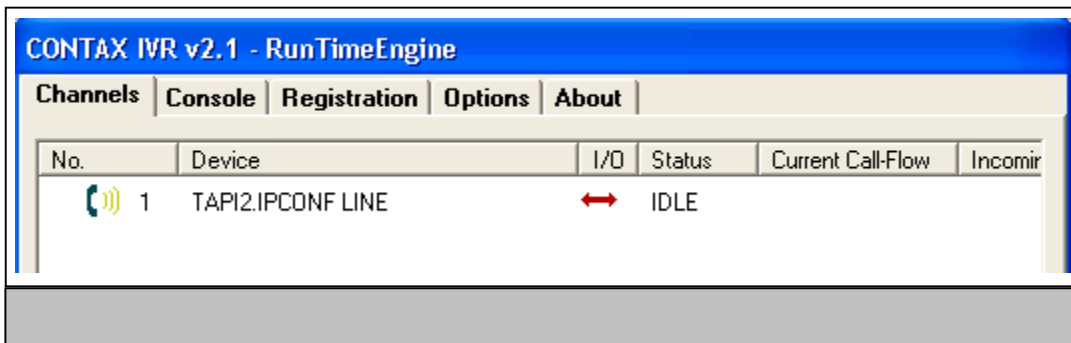 CONTAX IVR v2.1 - RunTimeEngine
Channels Console Registration Options About
No. Device I/O Status Current Call-Flow Incomin
1 TAPI2.IPCONF LINE IDLE